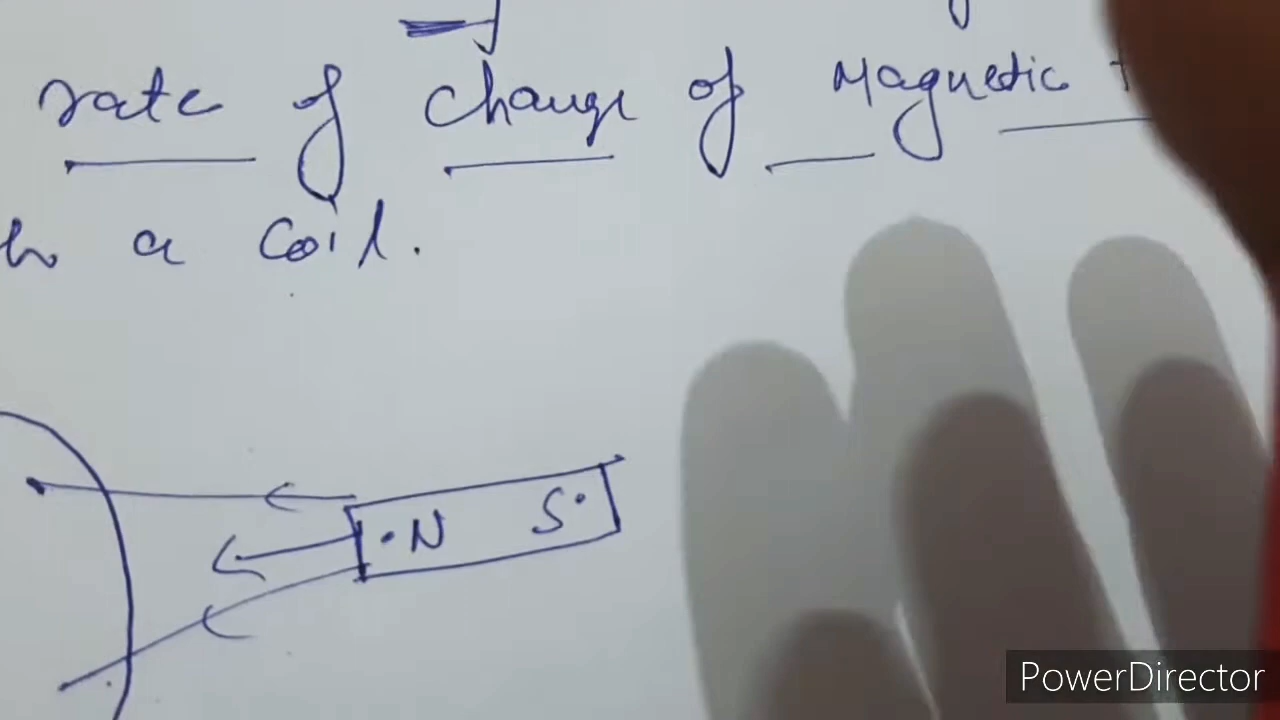 rate of change of Magnetic
a coil.
N S
PowerDirector